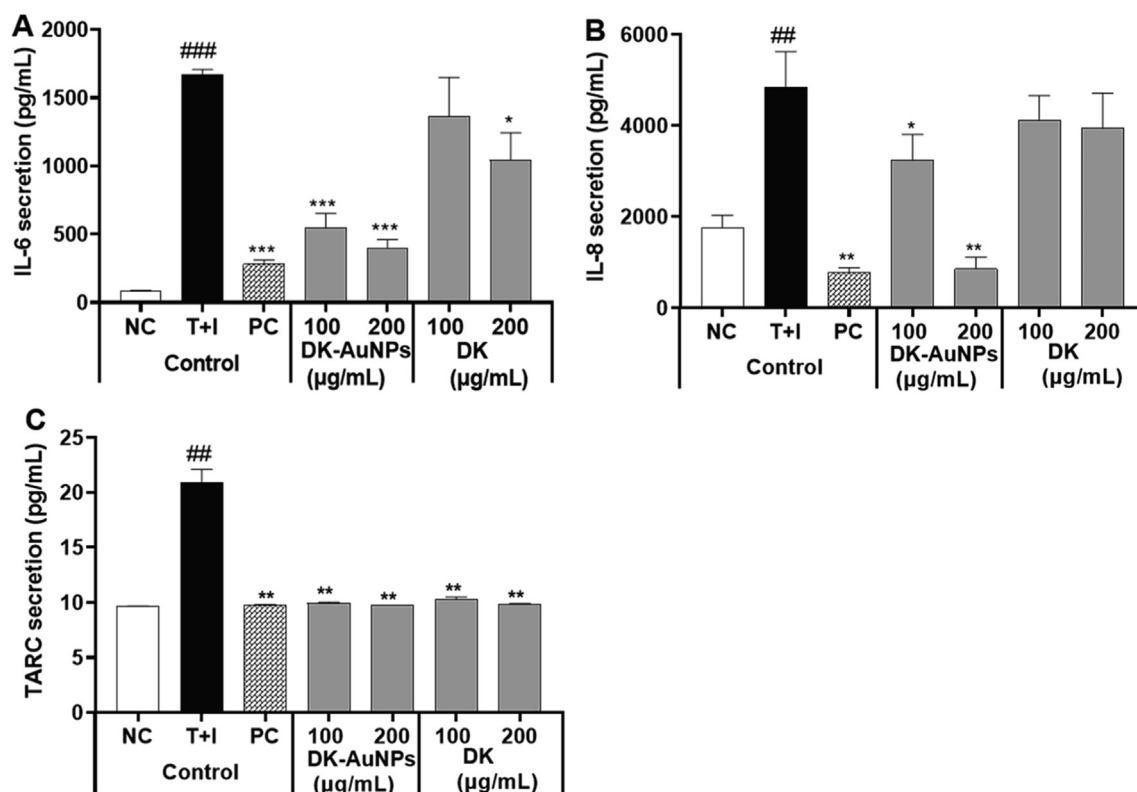 A
IL-6 secretion (pg/mL)
2000
1500
1000
500
0
###
***
***
***
*
NC T+I PC 100 200 100 200
Control DK-AuNPs DK
(µg/mL) (µg/mL)
B
IL-8 secretion (pg/mL)
6000
4000
2000
0
##
**
*
**
NC T+I PC 100 200 100 200
Control DK-AuNPs DK
(µg/mL) (µg/mL)
C
TARC secretion (pg/mL)
25
20
15
10
5
0
##
**
**
**
**
**
NC T+I PC 100 200 100 200
Control DK-AuNPs DK
(µg/mL) (µg/mL)